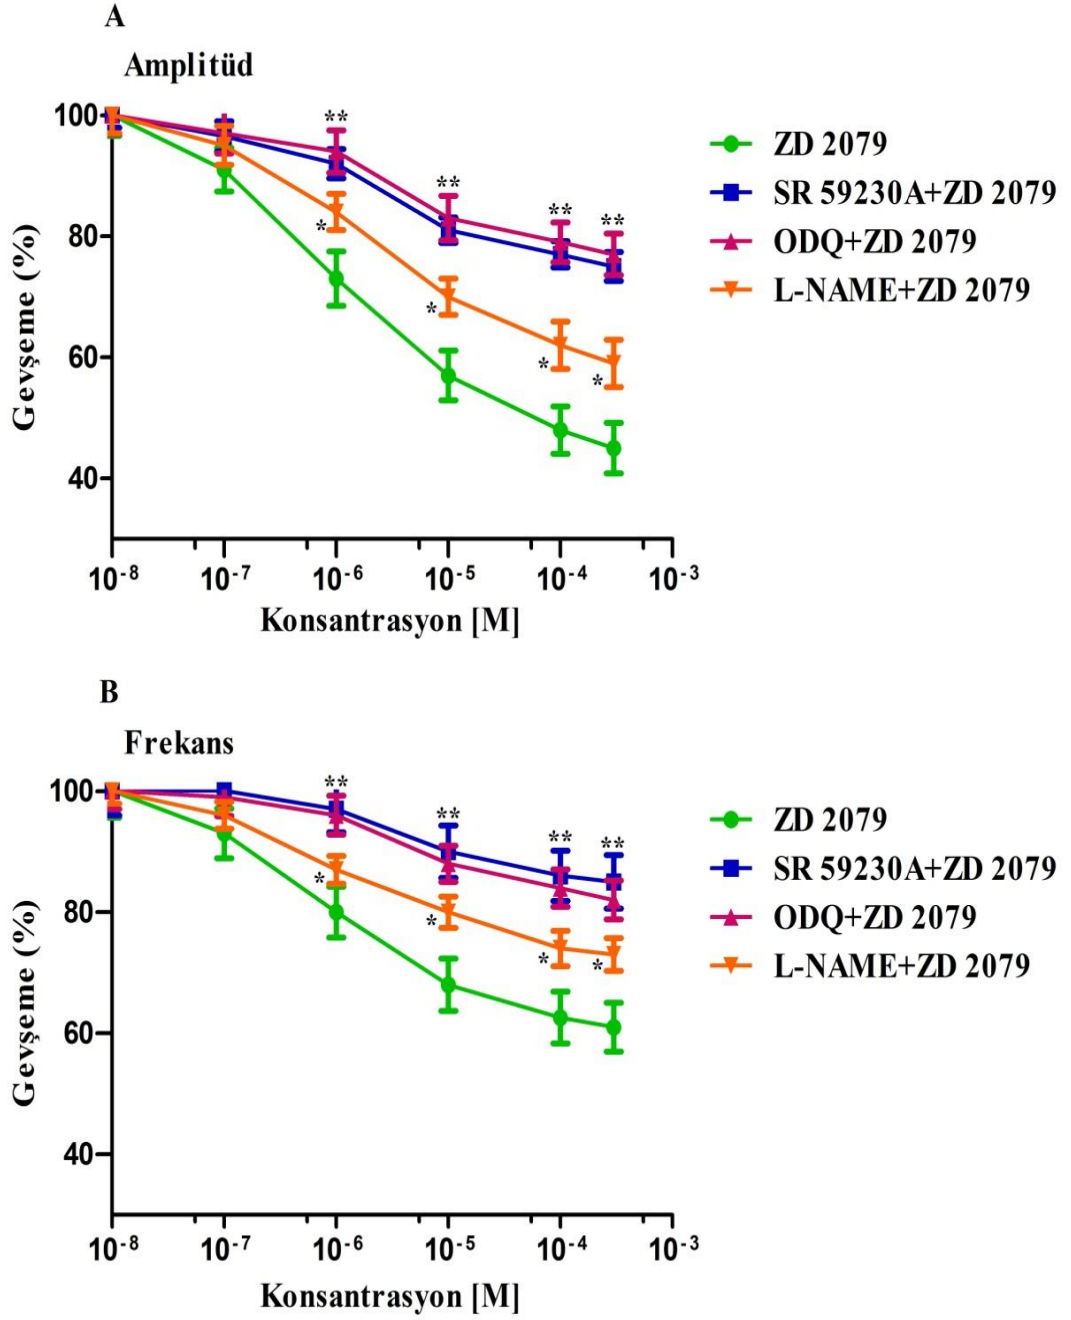 A
Amplitüd
100
80
60
40
Gevşeme (%)
**
**
**
**
*
*
*
*
10-8 10-7 10-6 10-5 10-4 10-3
Konsantrasyon [M]
ZD 2079
SR 59230A+ZD 2079
ODQ+ZD 2079
L-NAME+ZD 2079
B
Frekans
100
80
60
40
Gevşeme (%)
**
**
**
**
*
*
*
*
10-8 10-7 10-6 10-5 10-4 10-3
Konsantrasyon [M]
ZD 2079
SR 59230A+ZD 2079
ODQ+ZD 2079
L-NAME+ZD 2079